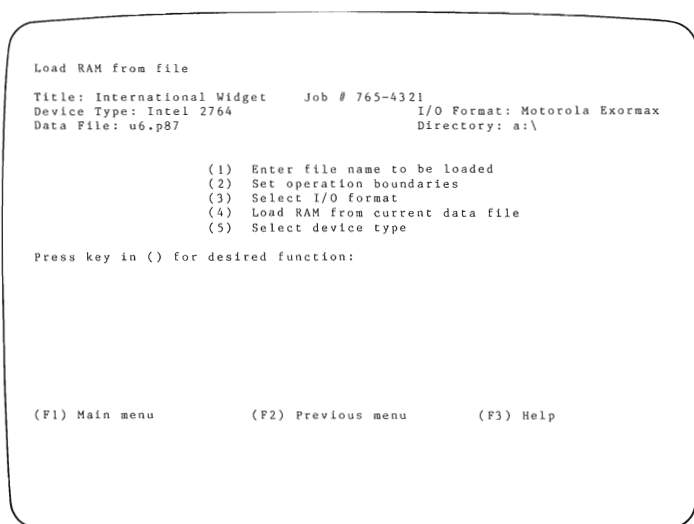 Load RAM from file
Title: International Widget Job # 765-4321
Device Type: Intel 2764 I/O Format: Motorola Exormax
Data File: u6.p87 Directory: a:\
(1) Enter file name to be loaded
(2) Set operation boundaries
(3) Select I/O format
(4) Load RAM from current data file
(5) Select device type
Press key in () for desired function:
(F1) Main menu (F2) Previous menu (F3) Help